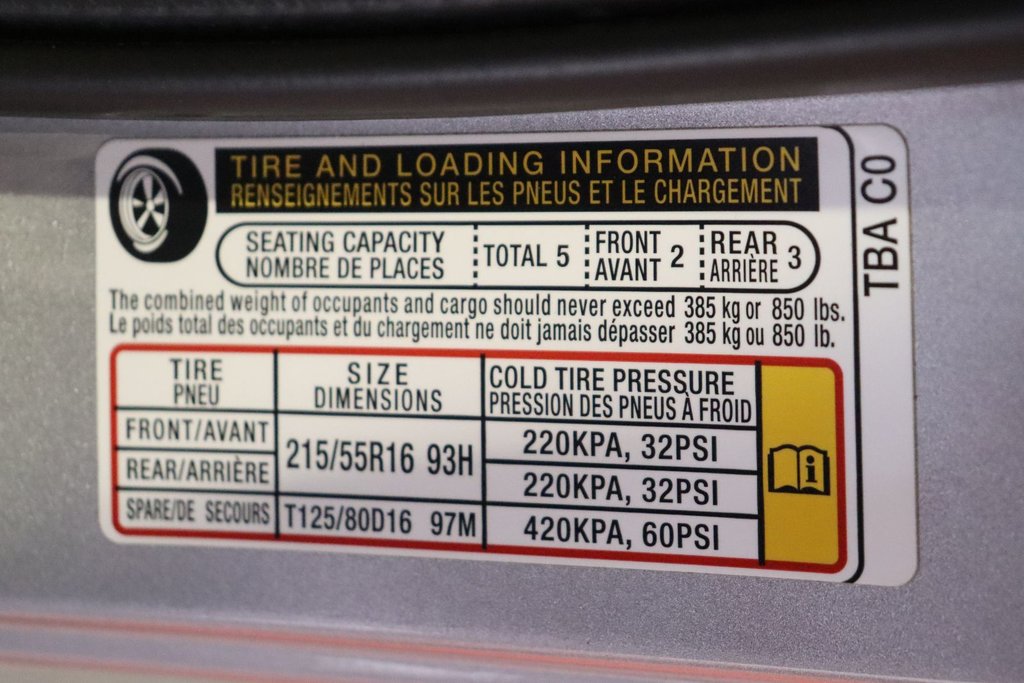 TIRE AND LOADING INFORMATION
RENSEIGNEMENTS SUR LES PNEUS ET LE CHARGEMENT
SEATING CAPACITY
NOMBRE DE PLACES
TOTAL 5
FRONT
AVANT 2
REAR
ARRIÈRE 3
The combined weight of occupants and cargo should never exceed 385 kg or 850 lbs.
Le poids total des occupants et du chargement ne doit jamais dépasser 385 kg ou 850 lb.
TIRE
PNEU
SIZE
DIMENSIONS
COLD TIRE PRESSURE
PRESSION DES PNEUS À FROID
FRONT/AVANT
215/55R16 93H
220KPA, 32PSI
REAR/ARRIÈRE
220KPA, 32PSI
SPARE/DE SECOURS
T125/80D16 97M
420KPA, 60PSI
i
TBA C0